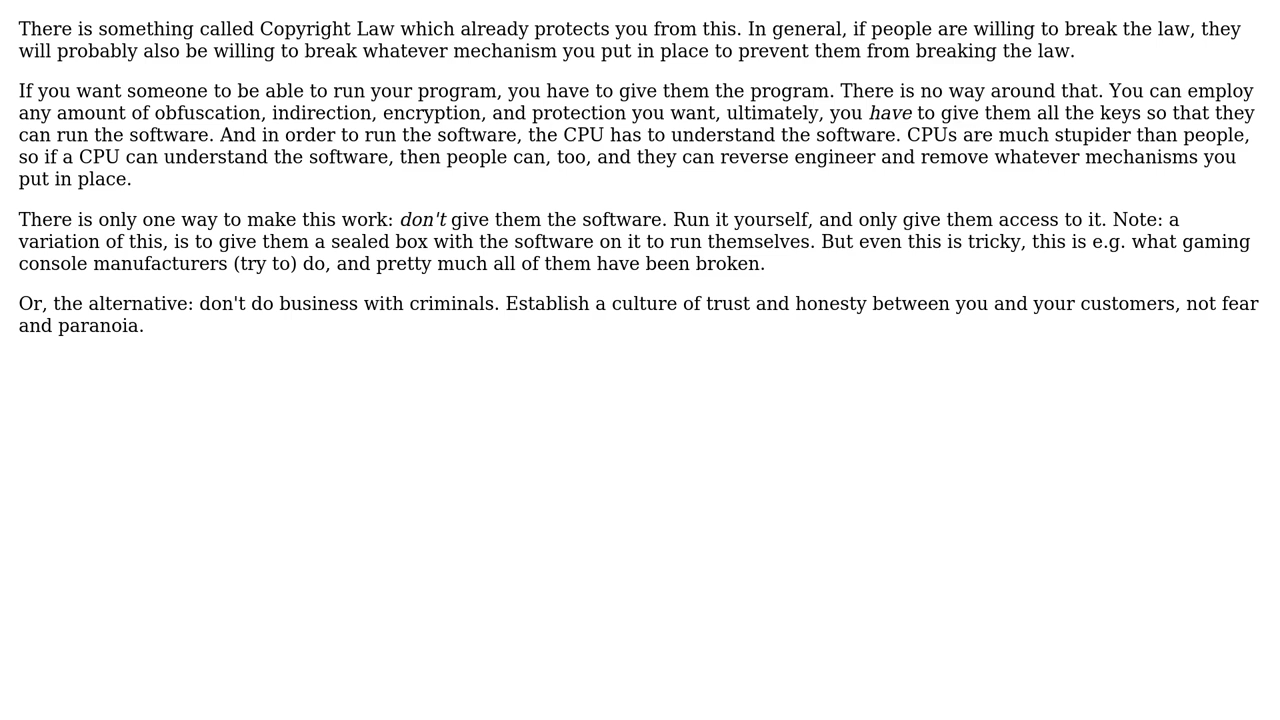 There is something called Copyright Law which already protects you from this. In general, if people are willing to break the law, they
will probably also be willing to break whatever mechanism you put in place to prevent them from breaking the law.
If you want someone to be able to run your program, you have to give them the program. There is no way around that. You can employ
any amount of obfuscation, indirection, encryption, and protection you want, ultimately, you have to give them all the keys so that they
can run the software. And in order to run the software, the CPU has to understand the software. CPUs are much stupider than people,
so if a CPU can understand the software, then people can, too, and they can reverse engineer and remove whatever mechanisms you
put in place.
There is only one way to make this work: don't give them the software. Run it yourself, and only give them access to it. Note: a
variation of this, is to give them a sealed box with the software on it to run themselves. But even this is tricky, this is e.g. what gaming
console manufacturers (try to) do, and pretty much all of them have been broken.
Or, the alternative: don't do business with criminals. Establish a culture of trust and honesty between you and your customers, not fear
and paranoia.